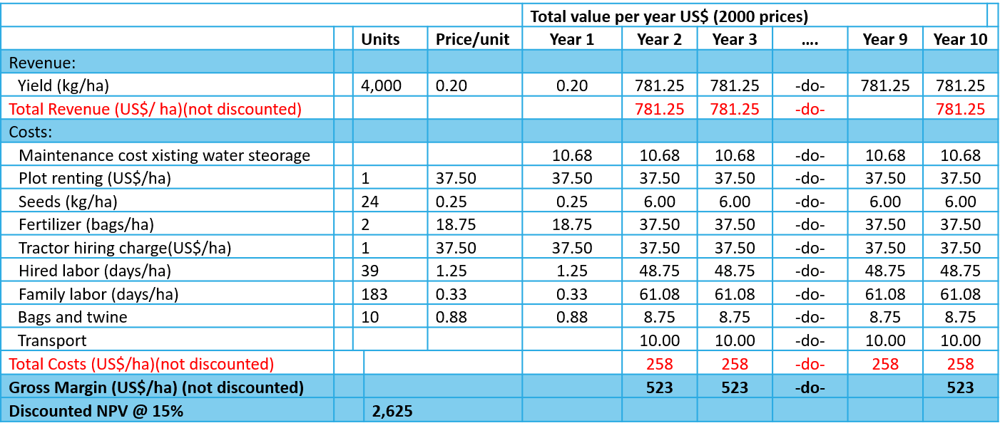 Total value per year US$ (2000 prices)
Units Price/unit Year 1 Year 2 Year 3 .... Year 9 Year 10
Revenue:
Yield (kg/ha) 4,000 0.20 0.20 781.25 781.25 -do- 781.25 781.25
Total Revenue (US$/ ha)(not discounted) 781.25 781.25 -do- 781.25
Costs:
Maintenance cost xisting water steorage 10.68 10.68 10.68 -do- 10.68 10.68
Plot renting (US$/ha) 1 37.50 37.50 37.50 37.50 -do- 37.50 37.50
Seeds (kg/ha) 24 0.25 0.25 6.00 6.00 -do- 6.00 6.00
Fertilizer (bags/ha) 2 18.75 18.75 37.50 37.50 -do- 37.50 37.50
Tractor hiring charge(US$/ha) 1 37.50 37.50 37.50 37.50 -do- 37.50 37.50
Hired labor (days/ha) 39 1.25 1.25 48.75 48.75 -do- 48.75 48.75
Family labor (days/ha) 183 0.33 0.33 61.08 61.08 -do- 61.08 61.08
Bags and twine 10 0.88 0.88 8.75 8.75 -do- 8.75 8.75
Transport 10.00 10.00 -do- 10.00 10.00
Total Costs (US$/ha)(not discounted) 258 258 -do- 258 258
Gross Margin (US$/ha) (not discounted) 523 523 -do- 523
Discounted NPV @ 15% 2,625